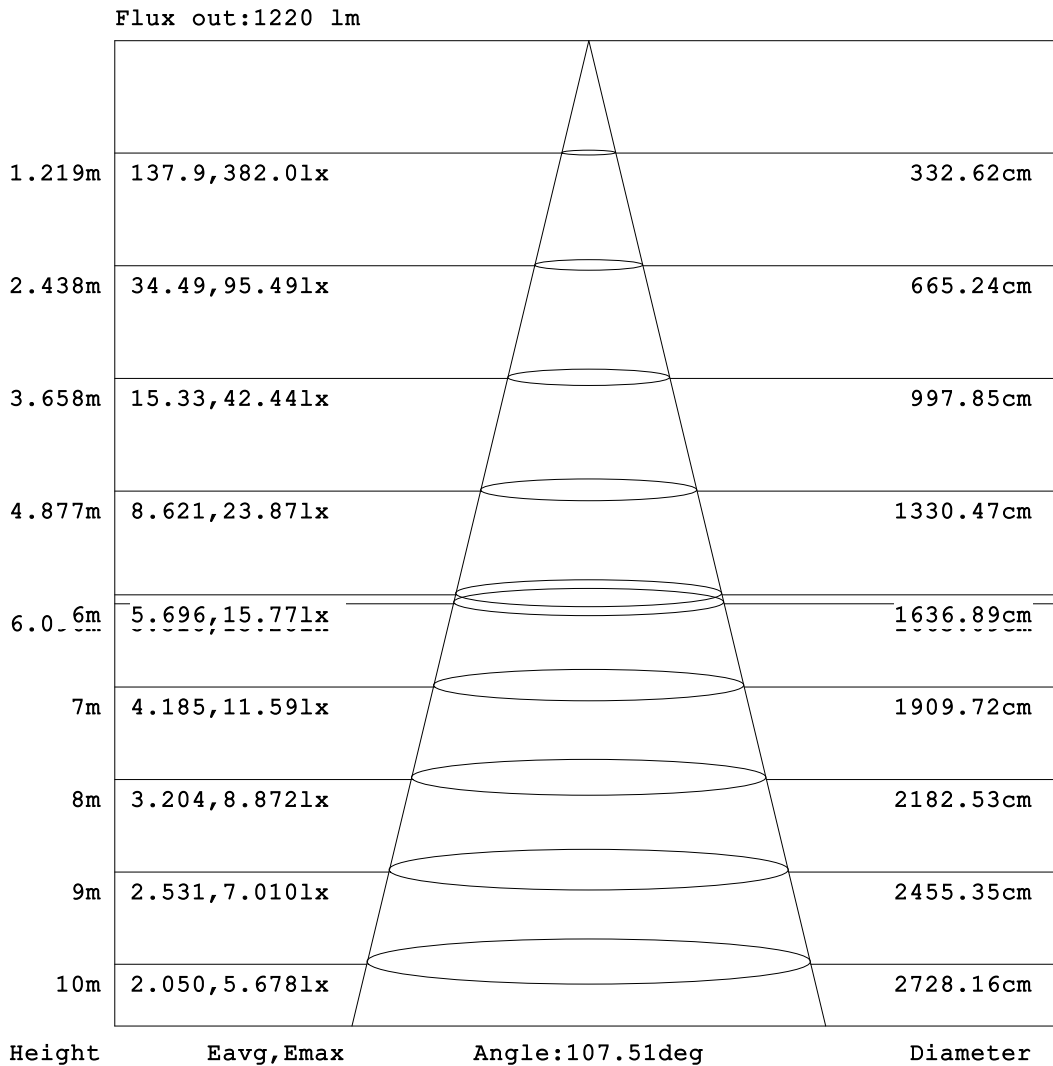 Flux out:1220 lm
1.219m 137.9,382.0lx 332.62cm
2.438m 34.49,95.49lx 665.24cm
3.658m 15.33,42.44lx 997.85cm
4.877m 8.621,23.87lx 1330.47cm
6m 5.696,15.77lx 1636.89cm
7m 4.185,11.59lx 1909.72cm
8m 3.204,8.872lx 2182.53cm
9m 2.531,7.010lx 2455.35cm
10m 2.050,5.678lx 2728.16cm
Height Eavg,Emax Angle:107.51deg Diameter